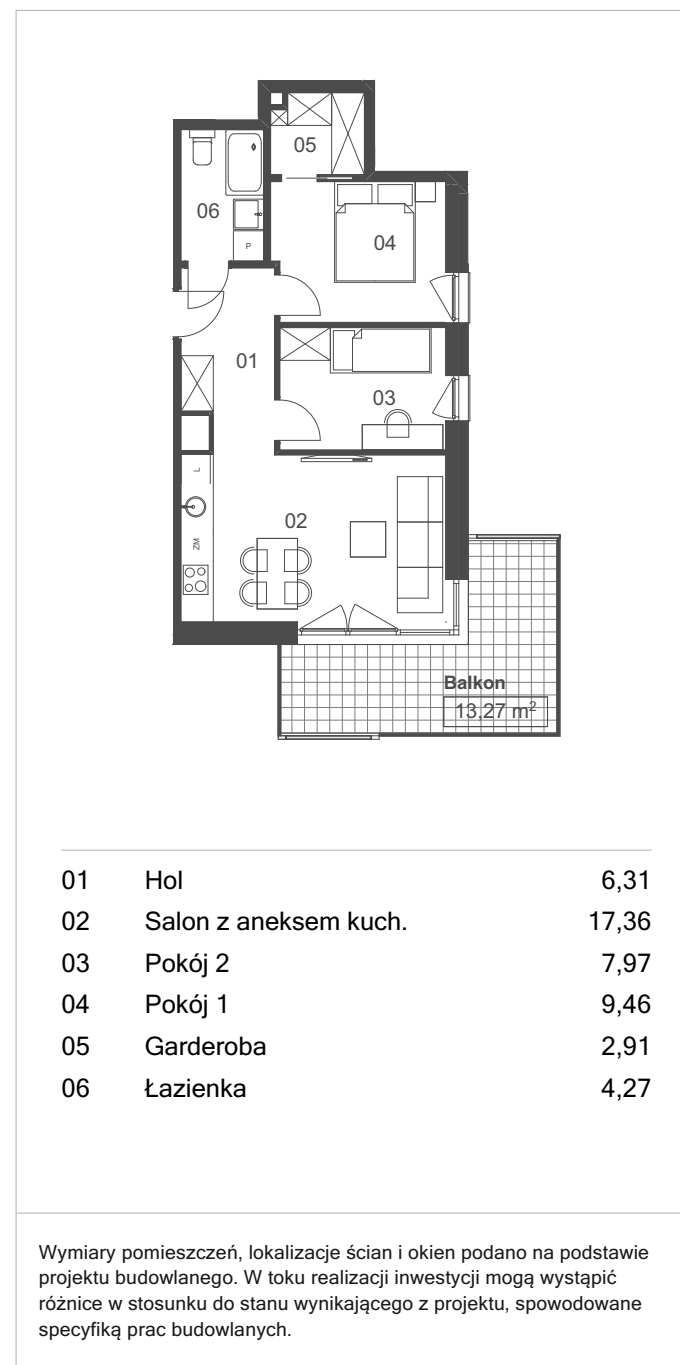 05
06
04
P
01
03
L
02
ZM
Balkon
13,27 m²
01 Hol 6,31
02 Salon z aneksem kuch. 17,36
03 Pokój 2 7,97
04 Pokój 1 9,46
05 Garderoba 2,91
06 Łazienka 4,27
Wymiary pomieszczeń, lokalizacje ścian i okien podano na podstawie
projektu budowlanego. W toku realizacji inwestycji mogą wystąpić
różnice w stosunku do stanu wynikającego z projektu, spowodowane
specyfiką prac budowlanych.